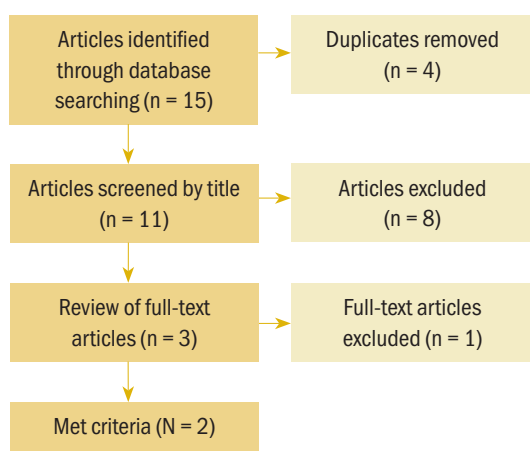 Articles identified
through database
searching (n = 15)
Duplicates removed
(n = 4)
Articles screened by title
(n = 11)
Articles excluded
(n = 8)
Review of full-text
articles (n = 3)
Full-text articles
excluded (n = 1)
Met criteria (N = 2)